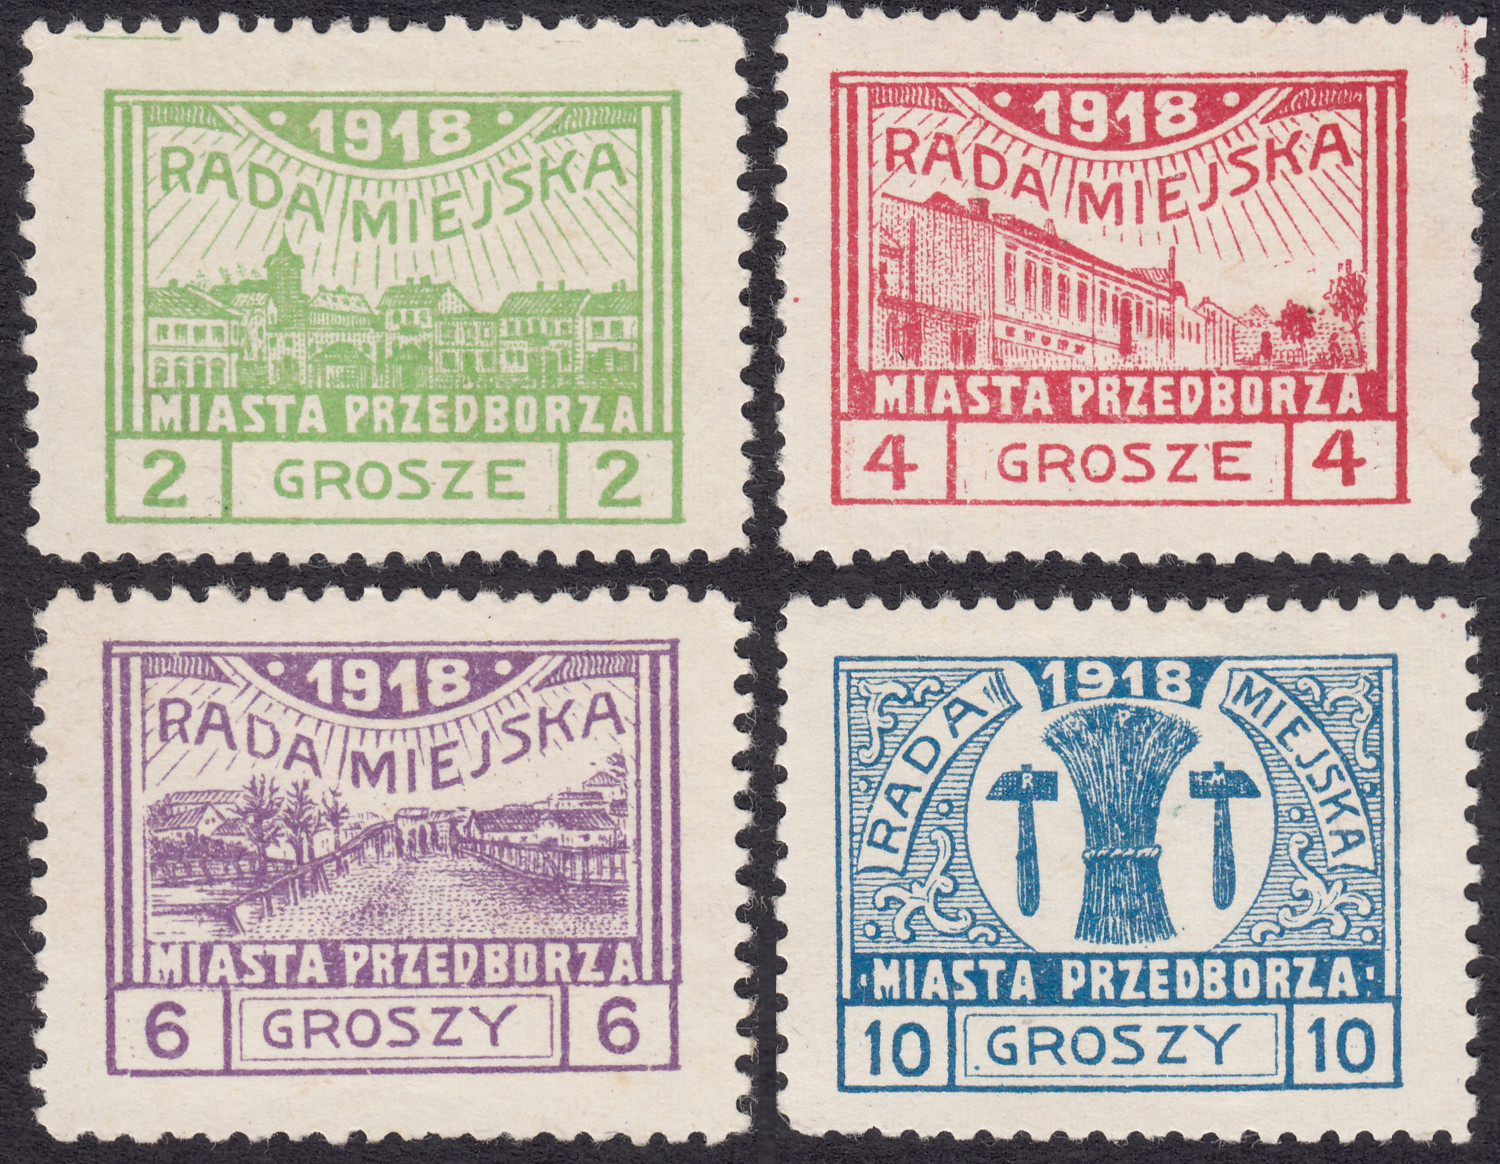 1918
RADA MIEJSKA
MIASTA PRZEDBORZA
2 GROSZE 2
1918
RADA MIEJSKA
MIASTA PRZEDBORZA
4 GROSZE 4
1918
RADA MIEJSKA
MIASTA PRZEDBORZA
6 GROSZY 6
1918
RADA MIEJSKA
M P
R M
MIASTA PRZEDBORZA
10 GROSZY 10